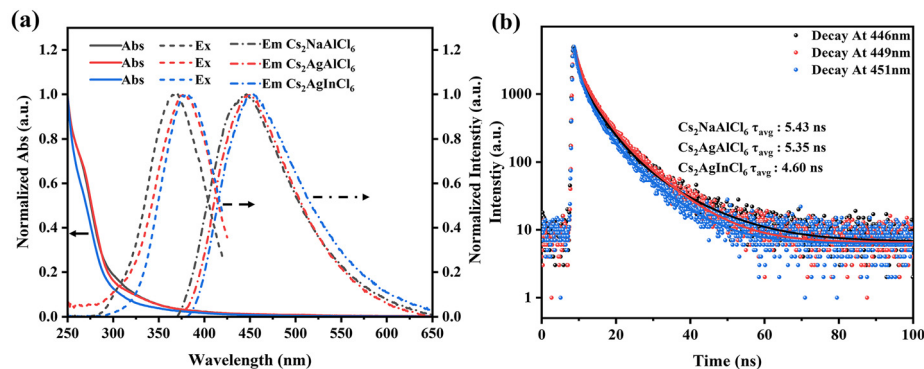 (a)
Abs Ex Em Cs₂NaAlCl₆
Abs Ex Em Cs₂AgAlCl₆
Abs Ex Em Cs₂AgInCl₆
Normalized Abs (a.u.)
1.2
1.0
0.8
0.6
0.4
0.2
0.0
250 300 350 400 450 500 550 600 650
Wavelength (nm)
1.2
1.0
0.8
0.6
0.4
0.2
0.0
Normalized Intenstiy (a.u.)
(b)
Decay At 446nm
Decay At 449nm
Decay At 451nm
Cs₂NaAlCl₆ τavg : 5.43 ns
Cs₂AgAlCl₆ τavg : 5.35 ns
Cs₂AgInCl₆ τavg : 4.60 ns
Intenstiy (a.u.)
1000
100
10
1
0 20 40 60 80 100
Time (ns)